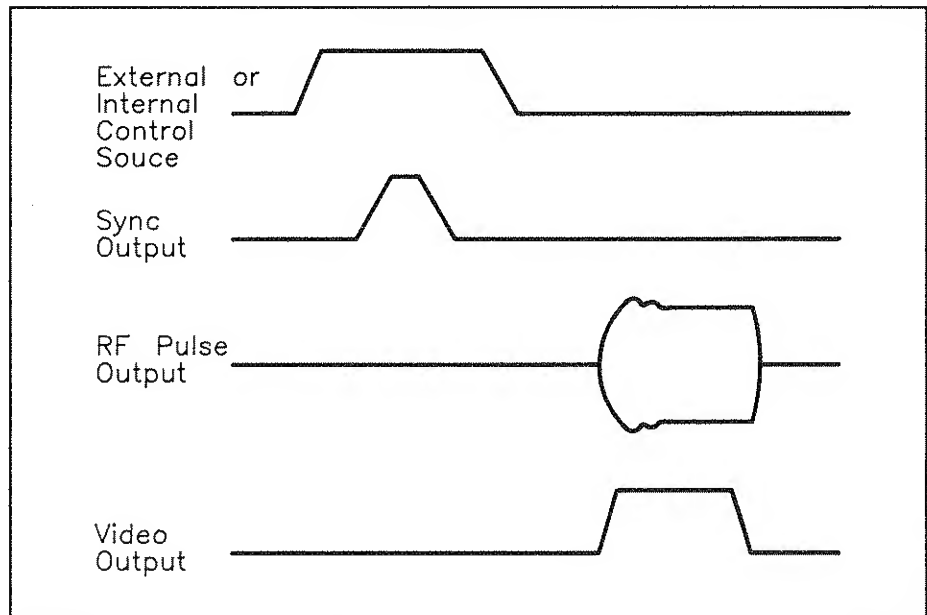 External or
Internal
Control
Souce
Sync
Output
RF Pulse
Output
Video
Output